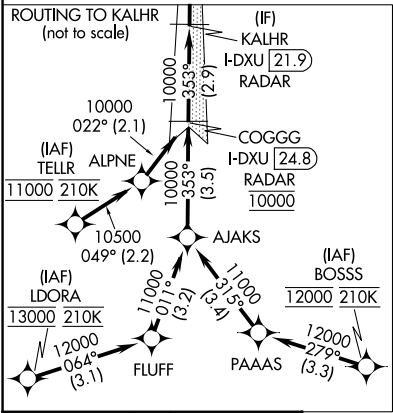 ROUTING TO KALHR
(not to scale)
(IF)
KALHR
I-DXU 21.9
RADAR
10000
353°
(2.9)
10000
022° (2.1)
(IAF)
TELLR
11000 210K
ALPNE
COGGG
I-DXU 24.8
RADAR
10000
10000
353°
(3.5)
10500
049° (2.2)
AJAKS
(IAF)
LDORA
13000 210K
11000
011°
(3.2)
11000
315°
(3.4)
(IAF)
BOSSS
12000 210K
12000
064°
(3.1)
FLUFF
PAAAS
12000
279°
(3.3)